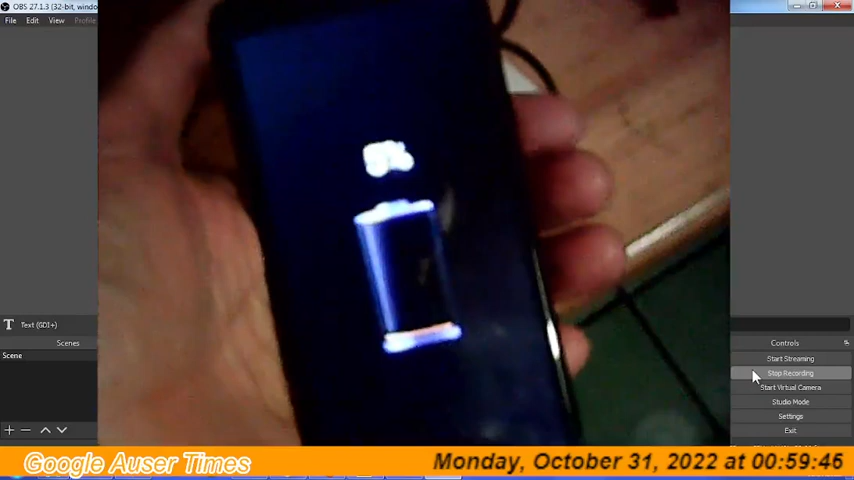 OBS 27.1.3 (32-bit, windo
File Edit View Profile
T Text (GDI+)
Scenes
Scene
Controls
Start Streaming
Stop Recording
Start Virtual Camera
Studio Mode
Settings
Exit
Google Auser Times
Monday, October 31, 2022 at 00:59:46